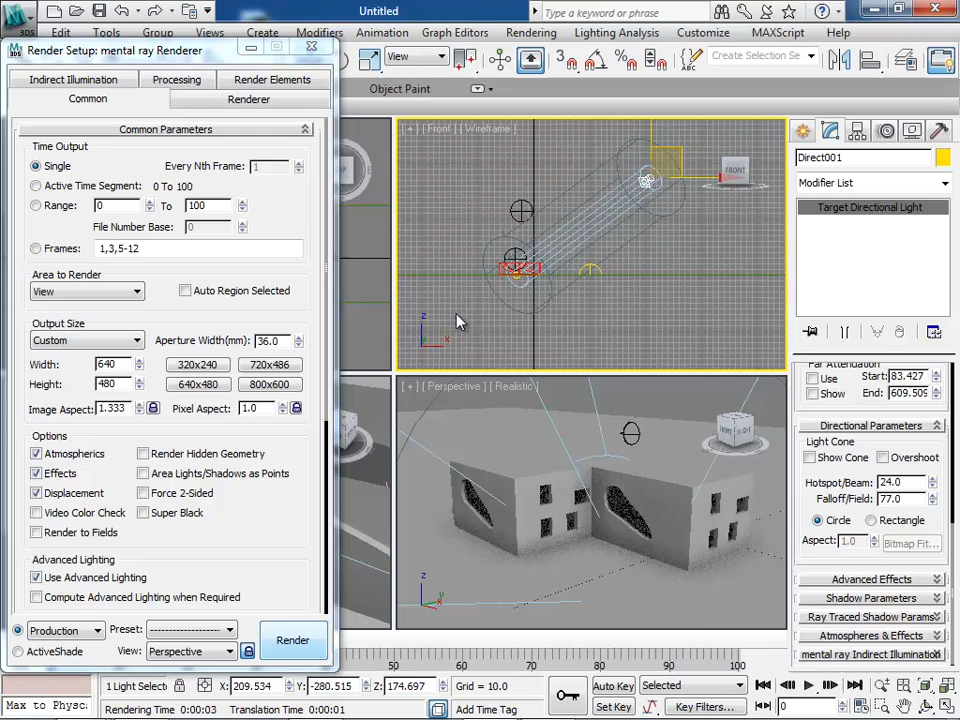 3DS
Untitled
Type a keyword or phrase
Edit Tools Group Views Create Modifiers Animation Graph Editors Rendering Lighting Analysis Customize MAXScript Help
Render Setup: mental ray Renderer
View
3
Create Selection Se
Object Paint
Indirect Illumination Processing Render Elements
Common Renderer
Common Parameters
Time Output
Single Every Nth Frame: 1
Active Time Segment: 0 To 100
Range: 0 To 100
File Number Base: 0
Frames: 1,3,5-12
Area to Render
View Auto Region Selected
Output Size
Custom Aperture Width(mm): 36.0
Width: 640 320x240 720x486
Height: 480 640x480 800x600
Image Aspect: 1.333 Pixel Aspect: 1.0
Options
Atmospherics Render Hidden Geometry
Effects Area Lights/Shadows as Points
Displacement Force 2-Sided
Video Color Check Super Black
Render to Fields
Advanced Lighting
Use Advanced Lighting
Compute Advanced Lighting when Required
Production Preset: --------------------
ActiveShade View: Perspective
Render
[ + ] [ Front ] [ Wireframe ]
TOP
FRONT
z
x
[ + ] [ Perspective ] [ Realistic ]
z
y
x
Direct001
Modifier List
Target Directional Light
Far Attenuation
Use Start: 83.427
Show End: 609.509
Directional Parameters
Light Cone
Show Cone Overshoot
Hotspot/Beam: 24.0
Falloff/Field: 77.0
Circle Rectangle
Aspect: 1.0 Bitmap Fit...
Advanced Effects
Shadow Parameters
Ray Traced Shadow Params
Atmospheres & Effects
mental ray Indirect Illumination
50 60 70 80 90 100
1 Light Select X: 209.534 Y: -280.515 Z: 174.697 Grid = 10.0
Auto Key Selected
Max to Physc
Rendering Time 0:00:03 Translation Time 0:00:01 Add Time Tag
Set Key Key Filters... 0